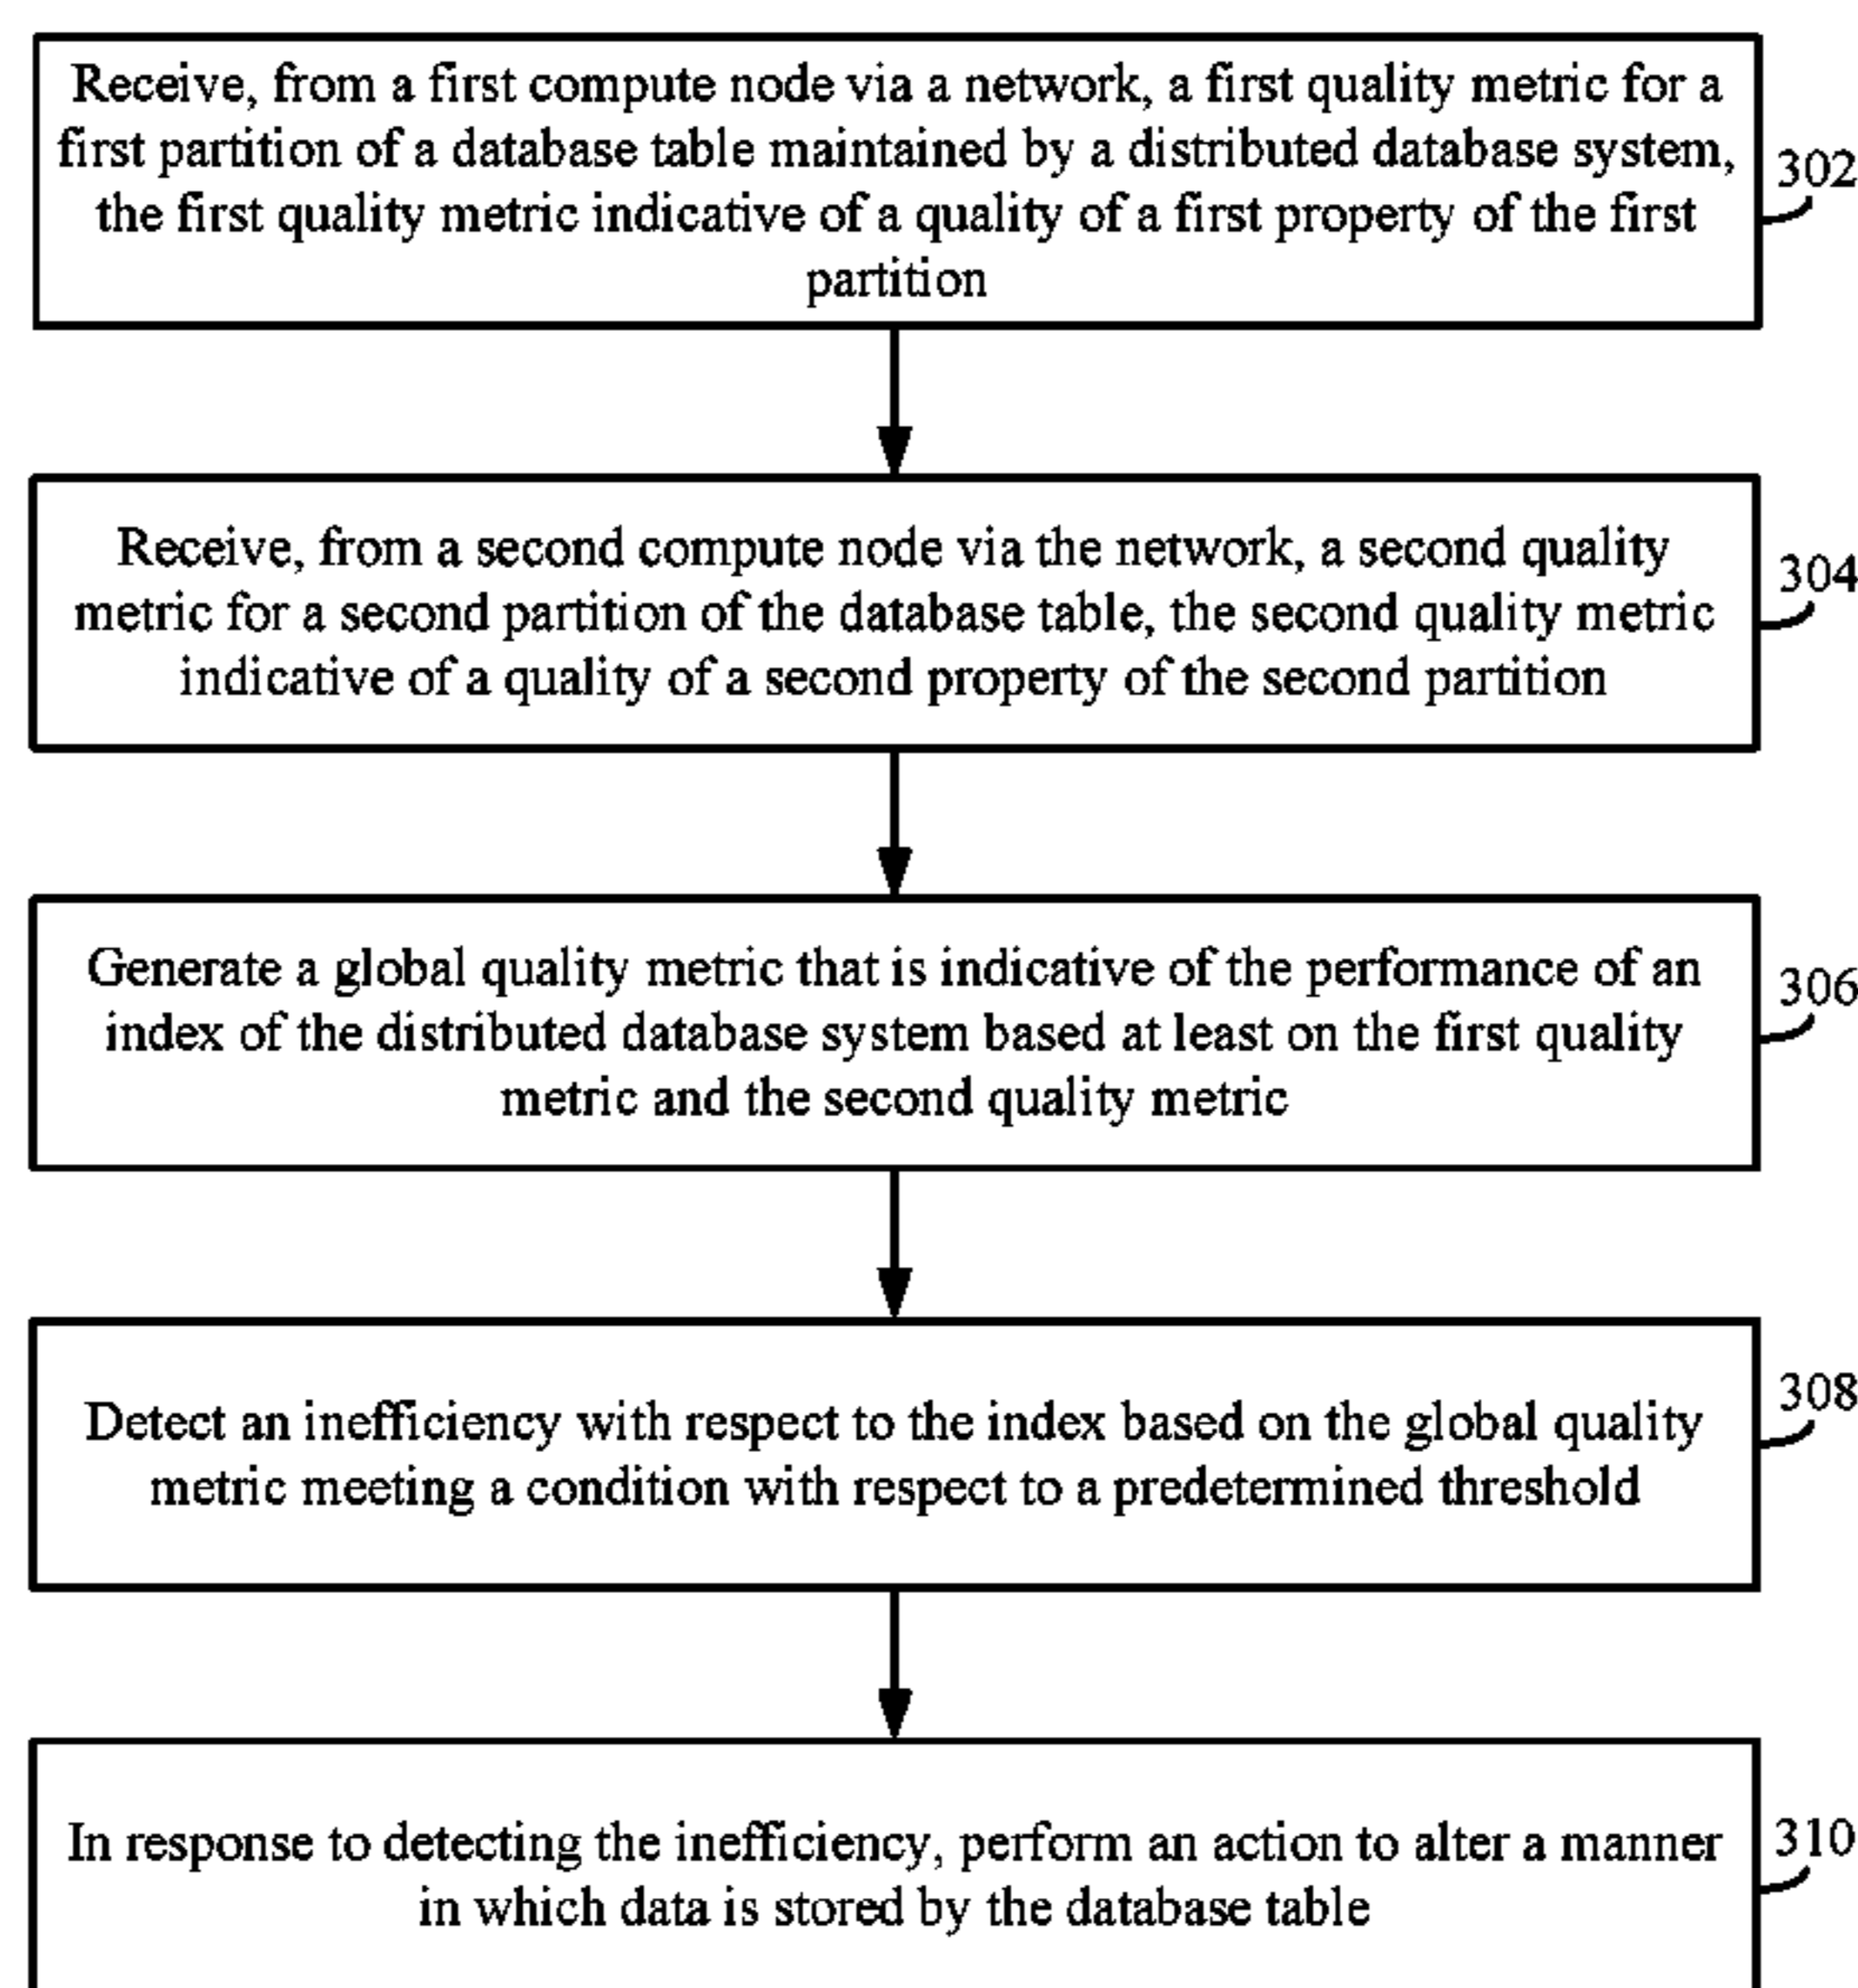 Receive, from a first compute node via a network, a first quality metric for a
first partition of a database table maintained by a distributed database system,
the first quality metric indicative of a quality of a first property of the first
partition
302
Receive, from a second compute node via the network, a second quality
metric for a second partition of the database table, the second quality metric
indicative of a quality of a second property of the second partition
304
Generate a global quality metric that is indicative of the performance of an
index of the distributed database system based at least on the first quality
metric and the second quality metric
306
Detect an inefficiency with respect to the index based on the global quality
metric meeting a condition with respect to a predetermined threshold
308
In response to detecting the inefficiency, perform an action to alter a manner
in which data is stored by the database table
310